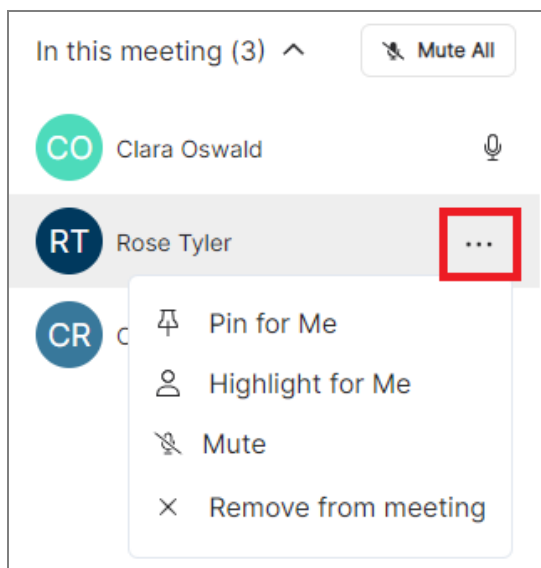 In this meeting (3)
Mute All
CO Clara Oswald
RT Rose Tyler
CR
Pin for Me
Highlight for Me
Mute
Remove from meeting